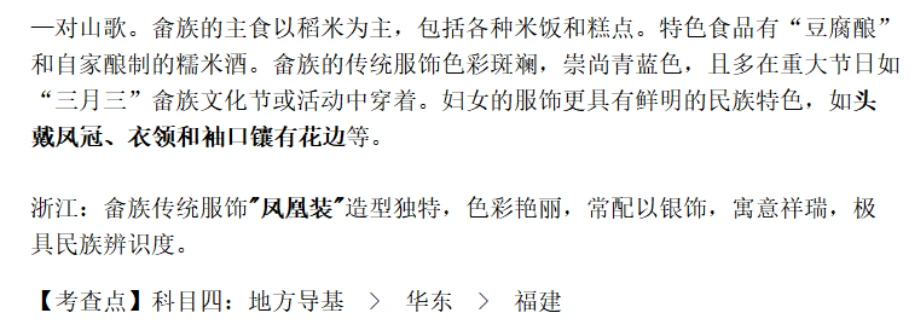 —对山歌。畲族的主食以稻米为主，包括各种米饭和糕点。特色食品有“豆腐酿”
和自家酿制的糯米酒。畲族的传统服饰色彩斑斓，崇尚青蓝色，且多在重大节日如
“三月三”畲族文化节或活动中穿着。妇女的服饰更具有鲜明的民族特色，如头
戴凤冠、衣领和袖口镶有花边等。
浙江：畲族传统服饰"凤凰装"造型独特，色彩艳丽，常配以银饰，寓意祥瑞，极
具民族辨识度。
【考查点】科目四：地方导基 > 华东 > 福建